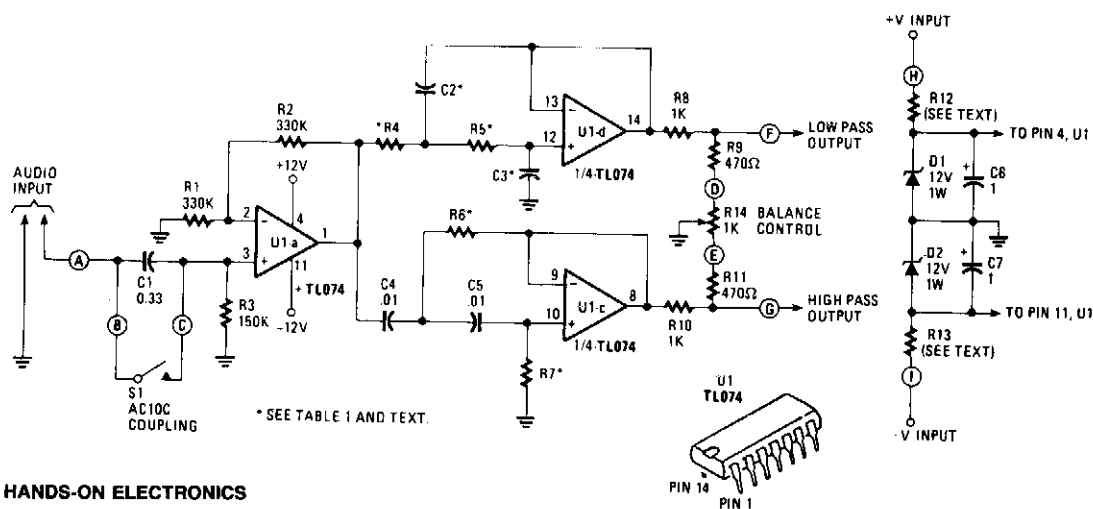 AUDIO
INPUT
A
B
C
C1
0.33
S1
AC10C
COUPLING
R1
330K
R2
330K
R3
150K
+12V
2
3
4
1
11
U1-a
+ TL074
-12V
*R4
C2*
R5*
C3*
13
12
14
U1-d
1/4-TL074
R8
1K
F
LOW PASS
OUTPUT
R9
470Ω
D
R14
1K
BALANCE
CONTROL
E
R11
470Ω
G
HIGH PASS
OUTPUT
R6*
C4
.01
C5
.01
9
10
8
U1-c
1/4-TL074
R7*
R10
1K
* SEE TABLE 1 AND TEXT.
U1
TL074
PIN 14
PIN 1
+V INPUT
H
R12
(SEE TEXT)
TO PIN 4, U1
D1
12V
1W
+
C6
1
D2
12V
1W
+
C7
1
TO PIN 11, U1
R13
(SEE TEXT)
I
-V INPUT
HANDS-ON ELECTRONICS